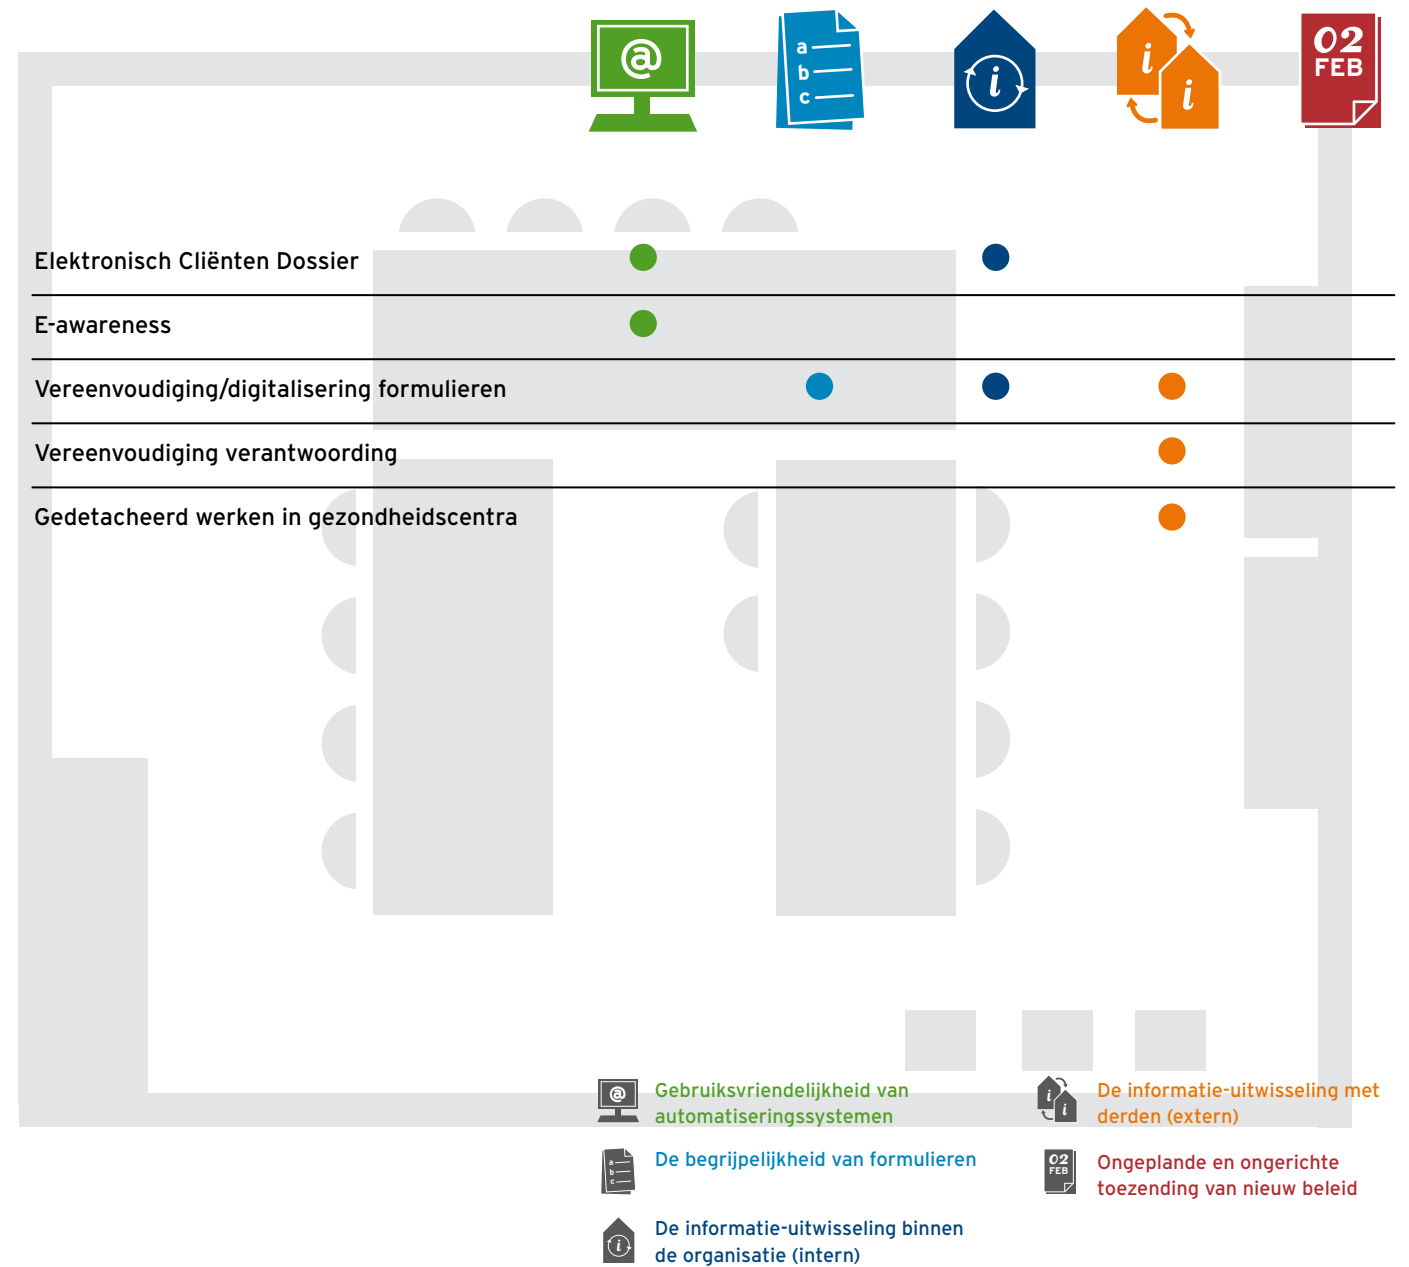 @
a
b
c
i
i
i
02
FEB
Elektronisch Cliënten Dossier
E-awareness
Vereenvoudiging/digitalisering formulieren
Vereenvoudiging verantwoording
Gedetacheerd werken in gezondheidscentra
@
Gebruiksvriendelijkheid van
automatiseringssystemen
a
b
c
De begrijpelijkheid van formulieren
i
De informatie-uitwisseling binnen
de organisatie (intern)
i
i
De informatie-uitwisseling met
derden (extern)
02
FEB
Ongeplande en ongerichte
toezending van nieuw beleid